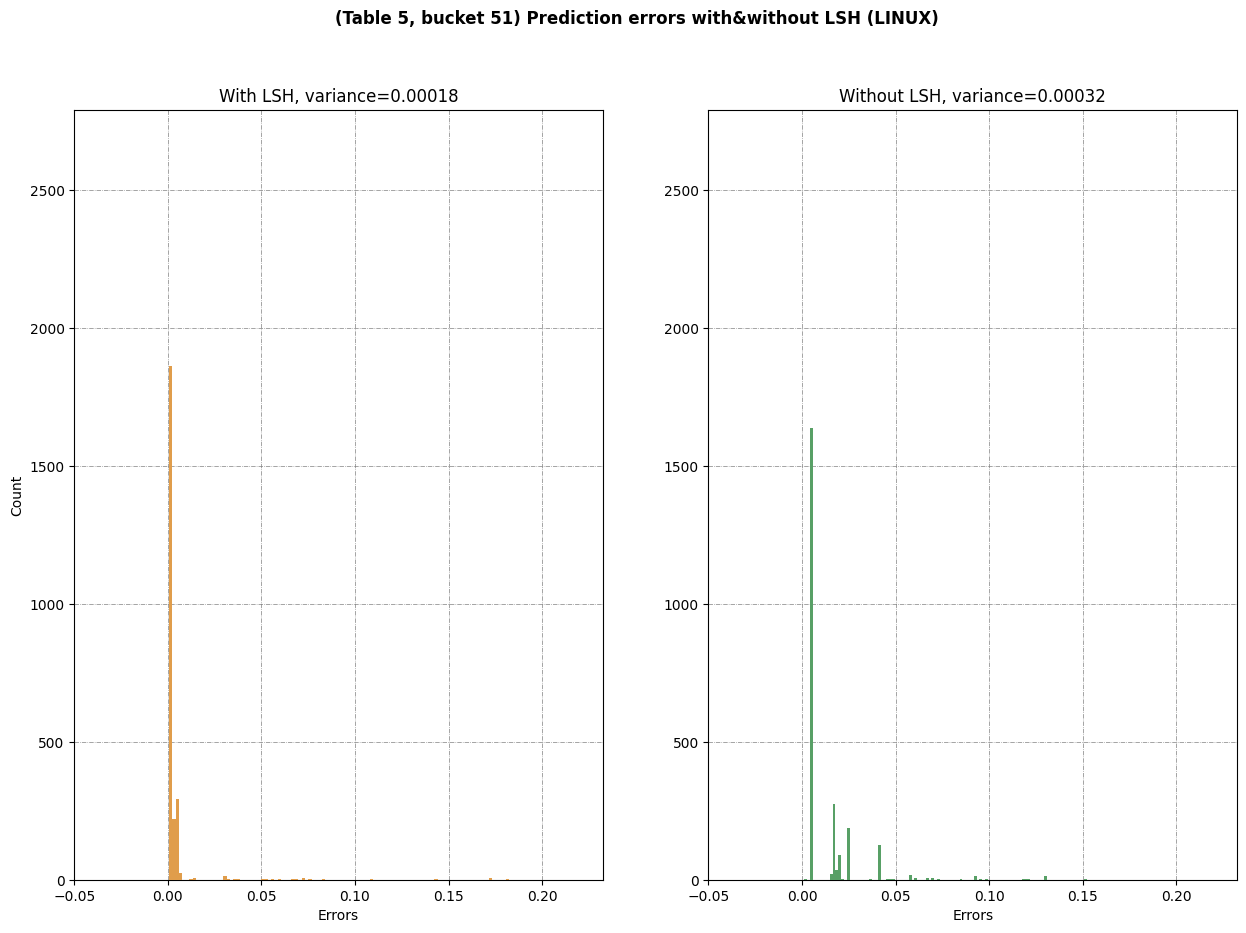 (Table 5, bucket 51) Prediction errors with&without LSH (LINUX)
With LSH, variance=0.00018
2500
2000
1500
1000
500
0
Count
−0.05 0.00 0.05 0.10 0.15 0.20
Errors
Without LSH, variance=0.00032
2500
2000
1500
1000
500
0
−0.05 0.00 0.05 0.10 0.15 0.20
Errors